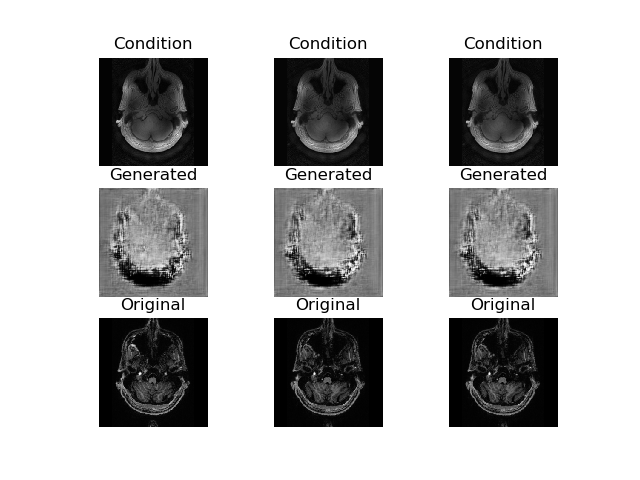 Condition Condition Condition
Generated Generated Generated
Original Original Original